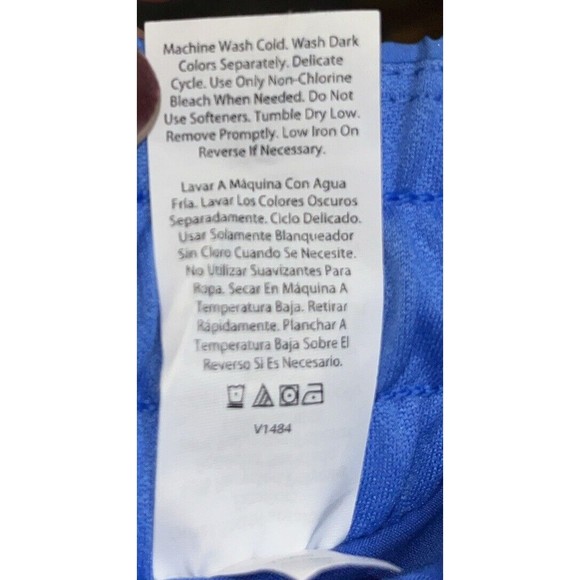 Machine Wash Cold. Wash Dark
Colors Separately. Delicate
Cycle. Use Only Non-Chlorine
Bleach When Needed. Do Not
Use Softeners. Tumble Dry Low.
Remove Promptly. Low Iron On
Reverse If Necessary.
Lavar A Máquina Con Agua
Fría. Lavar Los Colores Oscuros
Separadamente. Ciclo Delicado.
Usar Solamente Blanqueador
Sin Cloro Cuando Se Necesite.
No Utilizar Suavizantes Para
Ropa. Secar En Máquina A
Temperatura Baja. Retirar
Rápidamente. Planchar A
Temperatura Baja Sobre El
Reverso Si Es Necesario.
V1484